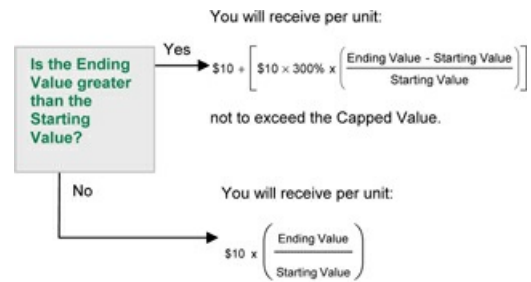 You will receive per unit:
Is the Ending
Value greater
than the
Starting
Value?
Yes
$10 + [ $10 × 300% x ( Ending Value - Starting Value
Starting Value ) ]
not to exceed the Capped Value.
No
You will receive per unit:
$10 x ( Ending Value
Starting Value )